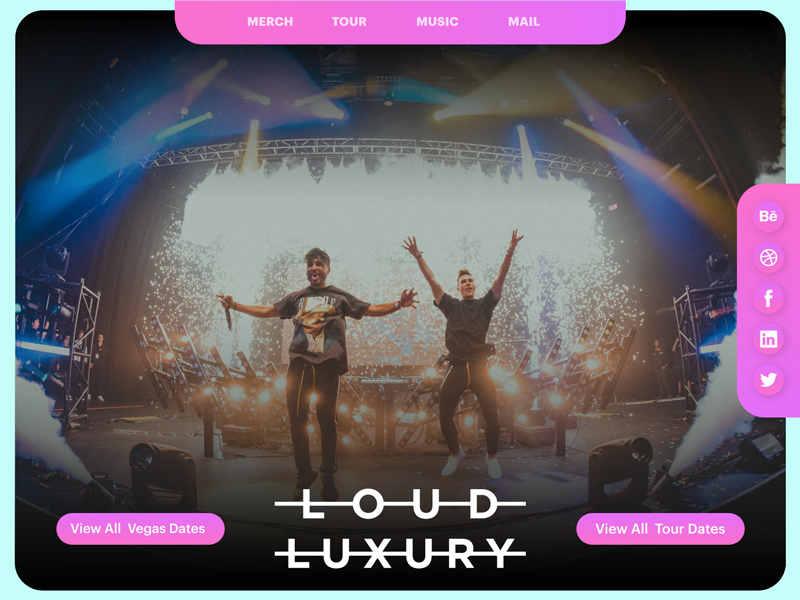 MERCH TOUR MUSIC MAIL
Bē
f
in
View All Vegas Dates
LOUD
LUXURY
View All Tour Dates